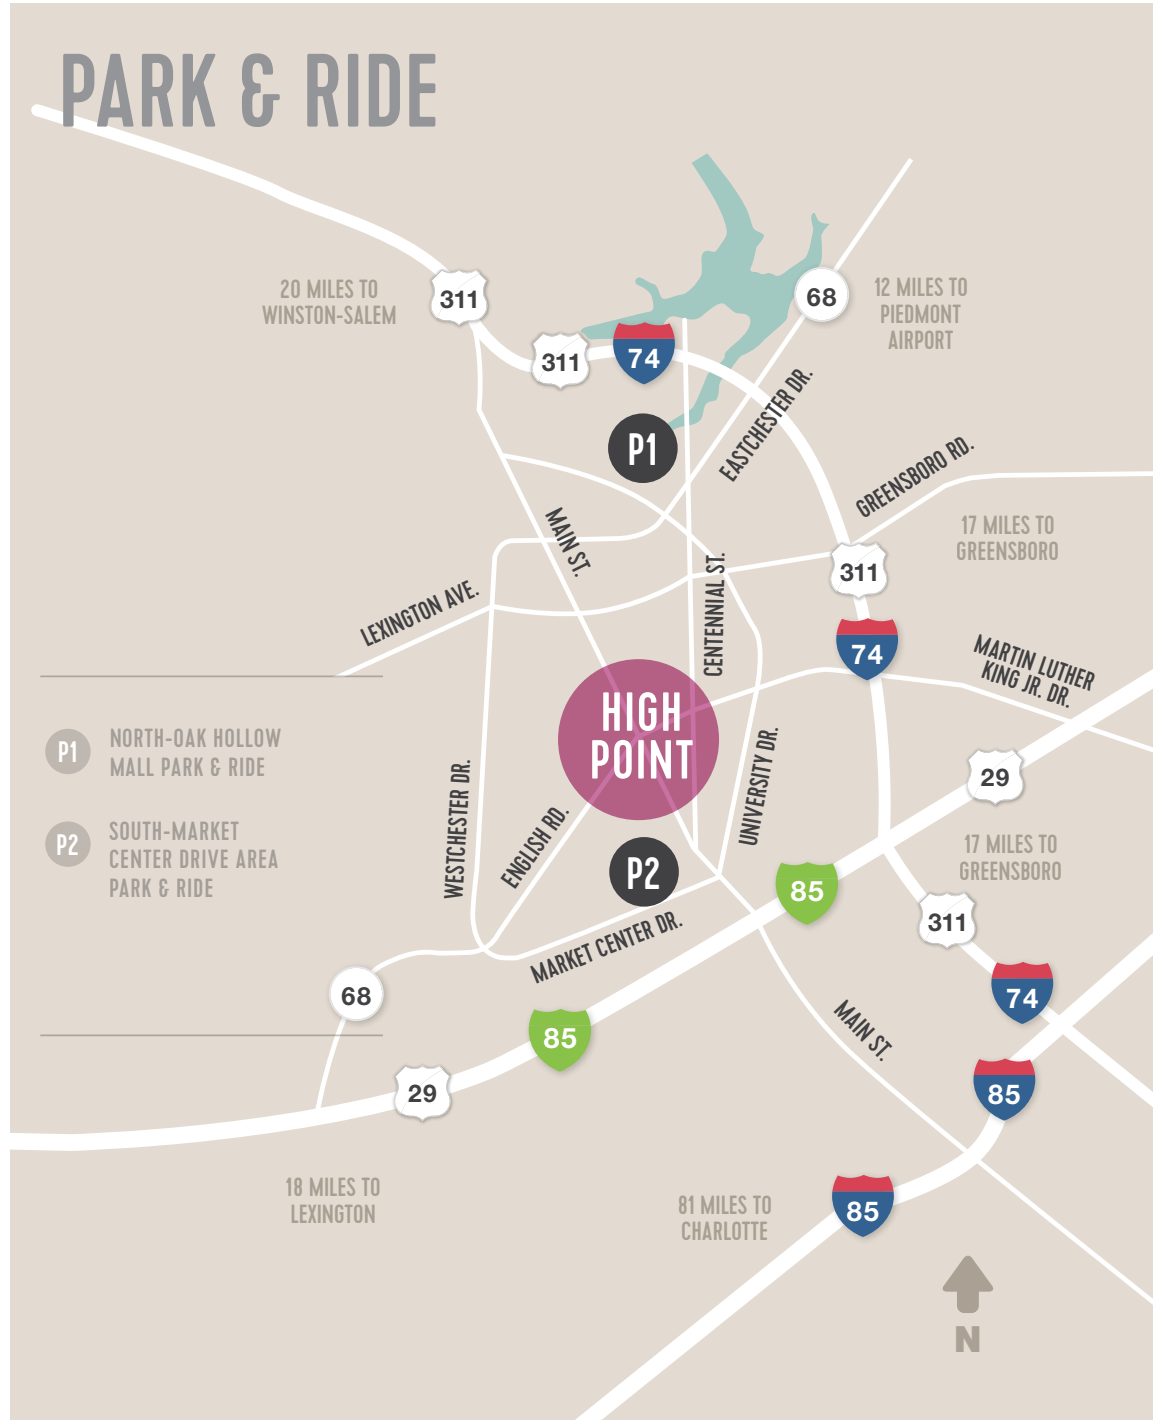 PARK & RIDE
20 MILES TO
WINSTON-SALEM
311
68
12 MILES TO
PIEDMONT
AIRPORT
311
74
P1
EASTCHESTER DR.
GREENSBORO RD.
MAIN ST.
17 MILES TO
GREENSBORO
311
CENTENNIAL ST.
LEXINGTON AVE.
74
MARTIN LUTHER
KING JR. DR.
HIGH
POINT
P1
NORTH-OAK HOLLOW
MALL PARK & RIDE
29
UNIVERSITY DR.
WESTCHESTER DR.
ENGLISH RD.
P2
SOUTH-MARKET
CENTER DRIVE AREA
PARK & RIDE
P2
17 MILES TO
GREENSBORO
85
311
MARKET CENTER DR.
68
74
85
MAIN ST.
29
85
18 MILES TO
LEXINGTON
81 MILES TO
CHARLOTTE
85
N